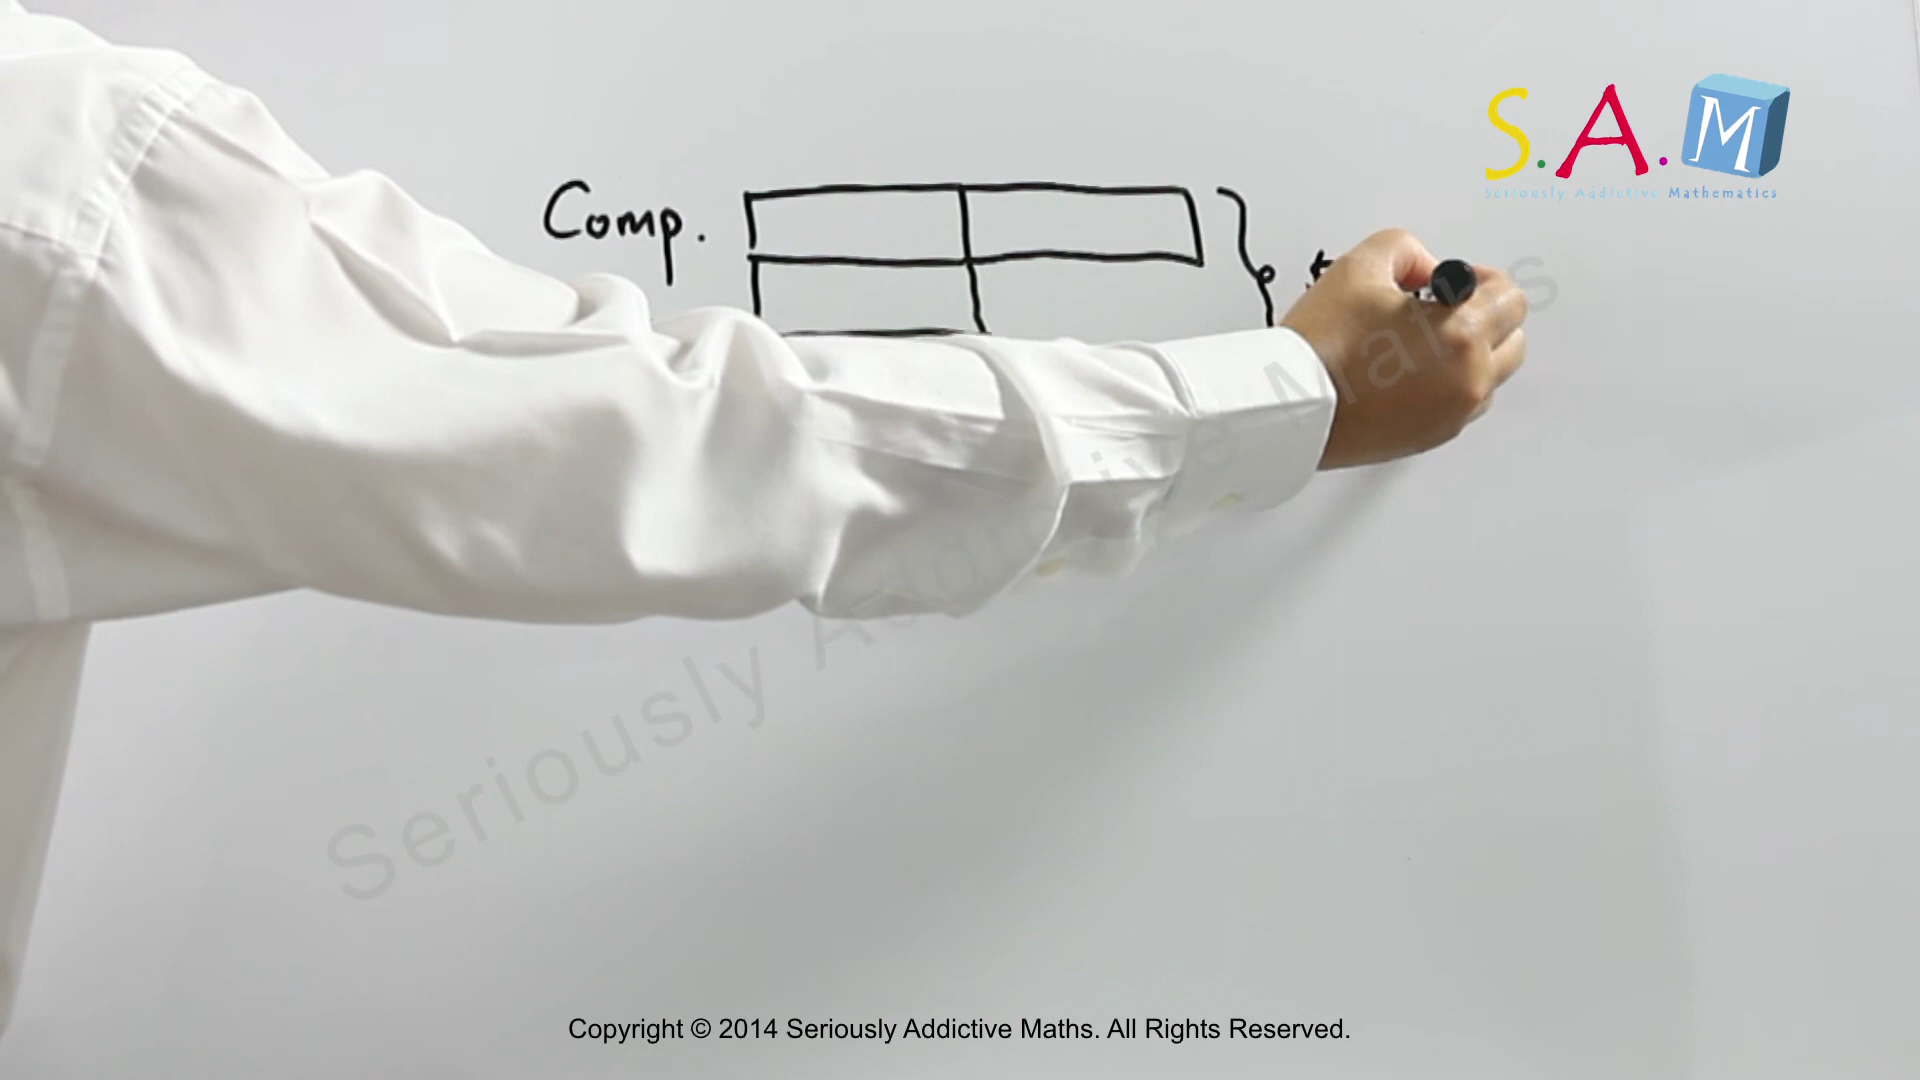 S.A.M
Seriously Addictive Mathematics
Comp.
Seriously Addictive Maths
Copyright © 2014 Seriously Addictive Maths. All Rights Reserved.